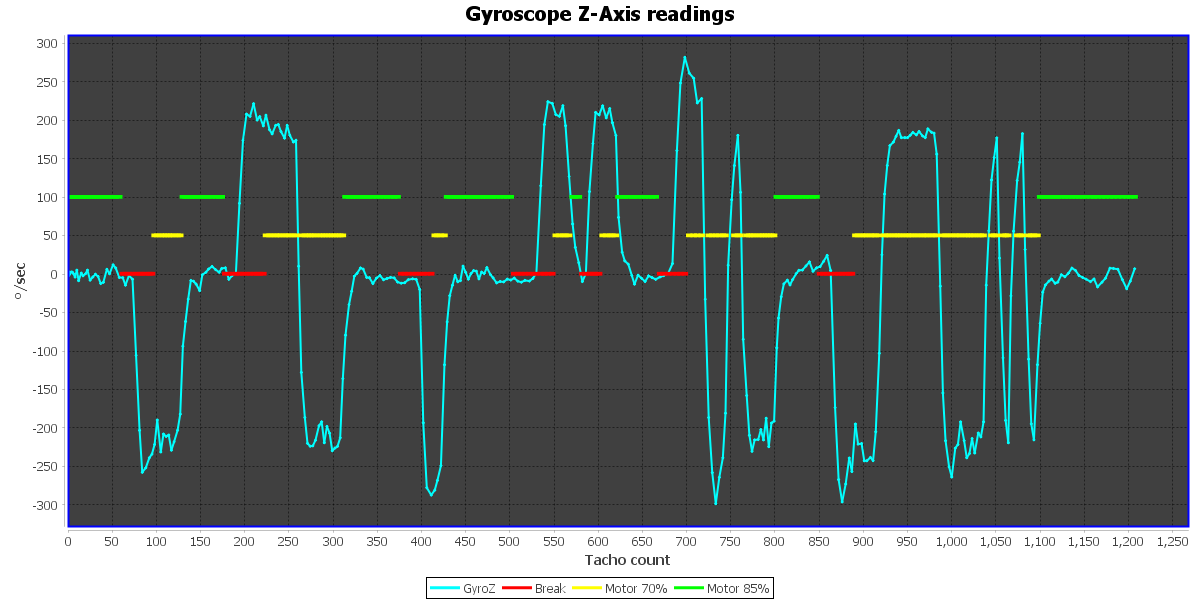 Gyroscope Z-Axis readings
300
250
200
150
100
50
0
-50
-100
-150
-200
-250
-300
°/sec
0 50 100 150 200 250 300 350 400 450 500 550 600 650 700 750 800 850 900 950 1,000 1,050 1,100 1,150 1,200 1,250
Tacho count
GyroZ Break Motor 70% Motor 85%